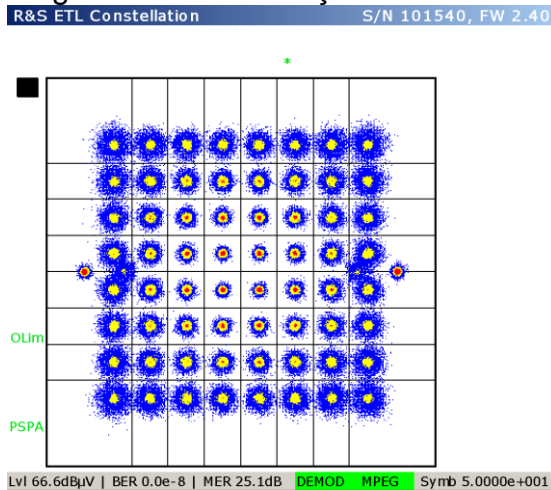 R&S ETL Constellation S/N 101540, FW 2.40
*
OLim
PSPA
Lvl 66.6dBµV | BER 0.0e-8 | MER 25.1dB DEMOD MPEG Symb 5.0000e+001